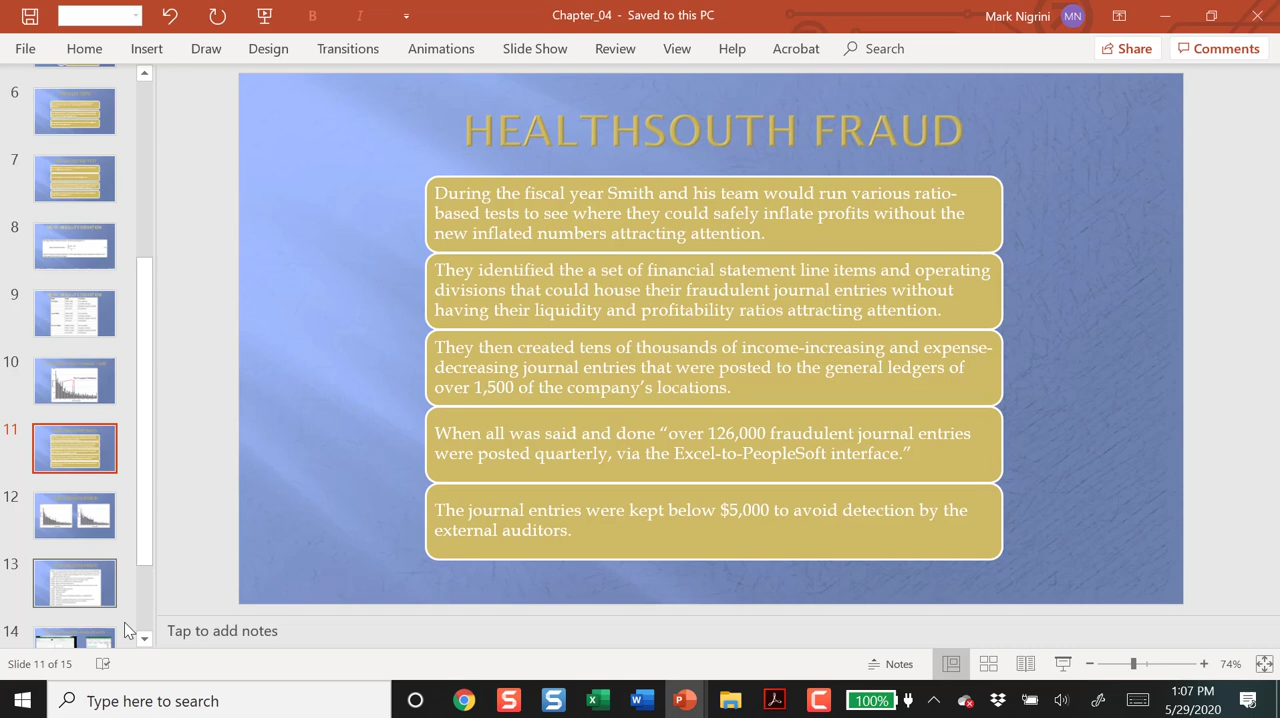 Chapter_04 - Saved to this PC
Mark Nigrini
MN
File
Home
Insert
Draw
Design
Transitions
Animations
Slide Show
Review
View
Help
Acrobat
Search
Share
Comments
6
7
8
9
10
11
12
13
14
HEALTHSOUTH FRAUD
During the fiscal year Smith and his team would run various ratio-
based tests to see where they could safely inflate profits without the
new inflated numbers attracting attention.
They identified the a set of financial statement line items and operating
divisions that could house their fraudulent journal entries without
having their liquidity and profitability ratios attracting attention.
They then created tens of thousands of income-increasing and expense-
decreasing journal entries that were posted to the general ledgers of
over 1,500 of the company’s locations.
When all was said and done “over 126,000 fraudulent journal entries
were posted quarterly, via the Excel-to-PeopleSoft interface.”
The journal entries were kept below $5,000 to avoid detection by the
external auditors.
Tap to add notes
Slide 11 of 15
Notes
74%
Type here to search
100%
1:07 PM
5/29/2020